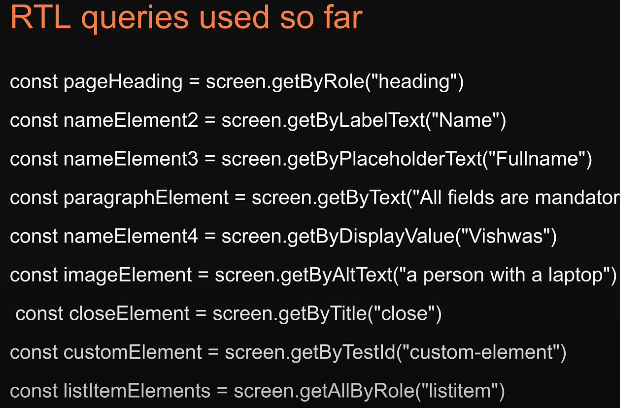 RTL queries used so far
const pageHeading = screen.getByRole("heading")
const nameElement2 = screen.getByLabelText("Name")
const nameElement3 = screen.getByPlaceholderText("Fullname")
const paragraphElement = screen.getByText("All fields are mandator
const nameElement4 = screen.getByDisplayValue("Vishwas")
const imageElement = screen.getByAltText("a person with a laptop")
const closeElement = screen.getByTitle("close")
const customElement = screen.getByTestId("custom-element")
const listItemElements = screen.getAllByRole("listitem")